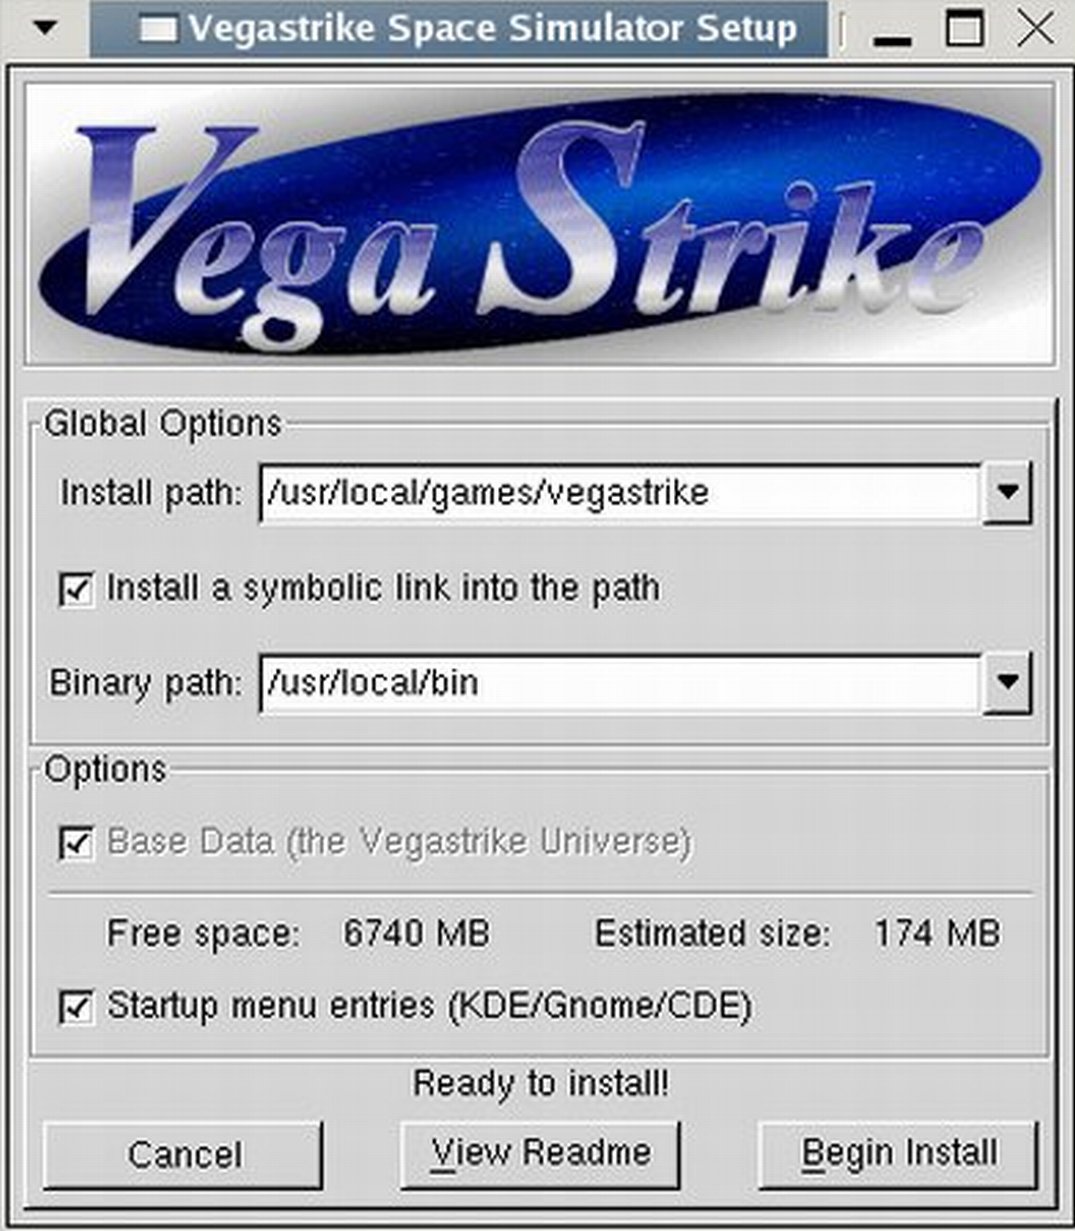 Vegastrike Space Simulator Setup
Vega Strike
Global Options
Install path: /usr/local/games/vegastrike
Install a symbolic link into the path
Binary path: /usr/local/bin
Options
Base Data (the Vegastrike Universe)
Free space: 6740 MB Estimated size: 174 MB
Startup menu entries (KDE/Gnome/CDE)
Ready to install!
Cancel View Readme Begin Install